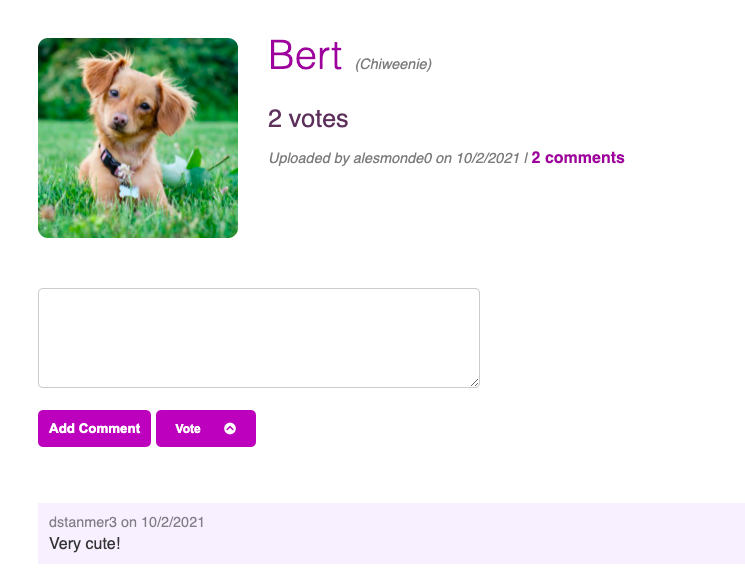 Bert (Chiweenie)
2 votes
Uploaded by alesmonde0 on 10/2/2021 | 2 comments
Add Comment
Vote
dstanmer3 on 10/2/2021
Very cute!